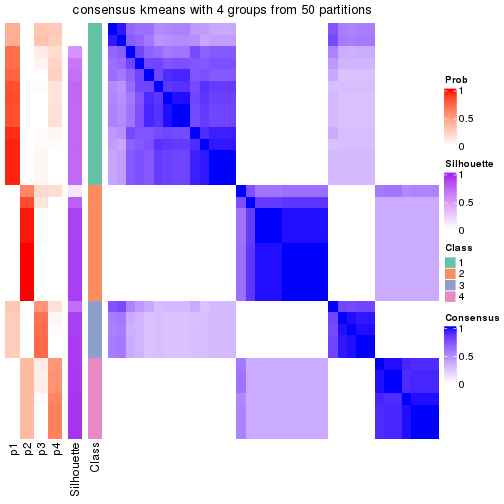 consensus kmeans with 4 groups from 50 partitions
Prob
1
0.5
0
Silhouette
1
0.5
0
Class
1
2
3
4
Consensus
1
0.5
0
p1
p2
p3
p4
Silhouette
Class